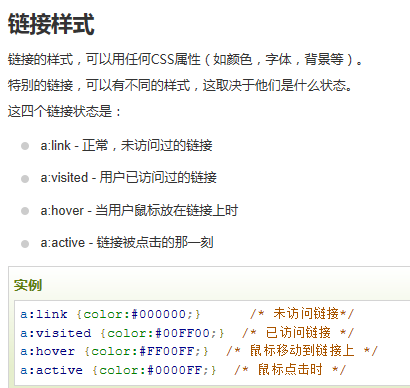 链接样式
链接的样式，可以用任何CSS属性（如颜色，字体，背景等）。
特别的链接，可以有不同的样式，这取决于他们是什么状态。
这四个链接状态是：
a:link - 正常，未访问过的链接
a:visited - 用户已访问过的链接
a:hover - 当用户鼠标放在链接上时
a:active - 链接被点击的那一刻
实例
a:link {color:#000000;}      /* 未访问链接*/
a:visited {color:#00FF00;}  /* 已访问链接 */
a:hover {color:#FF00FF;}  /* 鼠标移动到链接上 */
a:active {color:#0000FF;}  /* 鼠标点击时 */